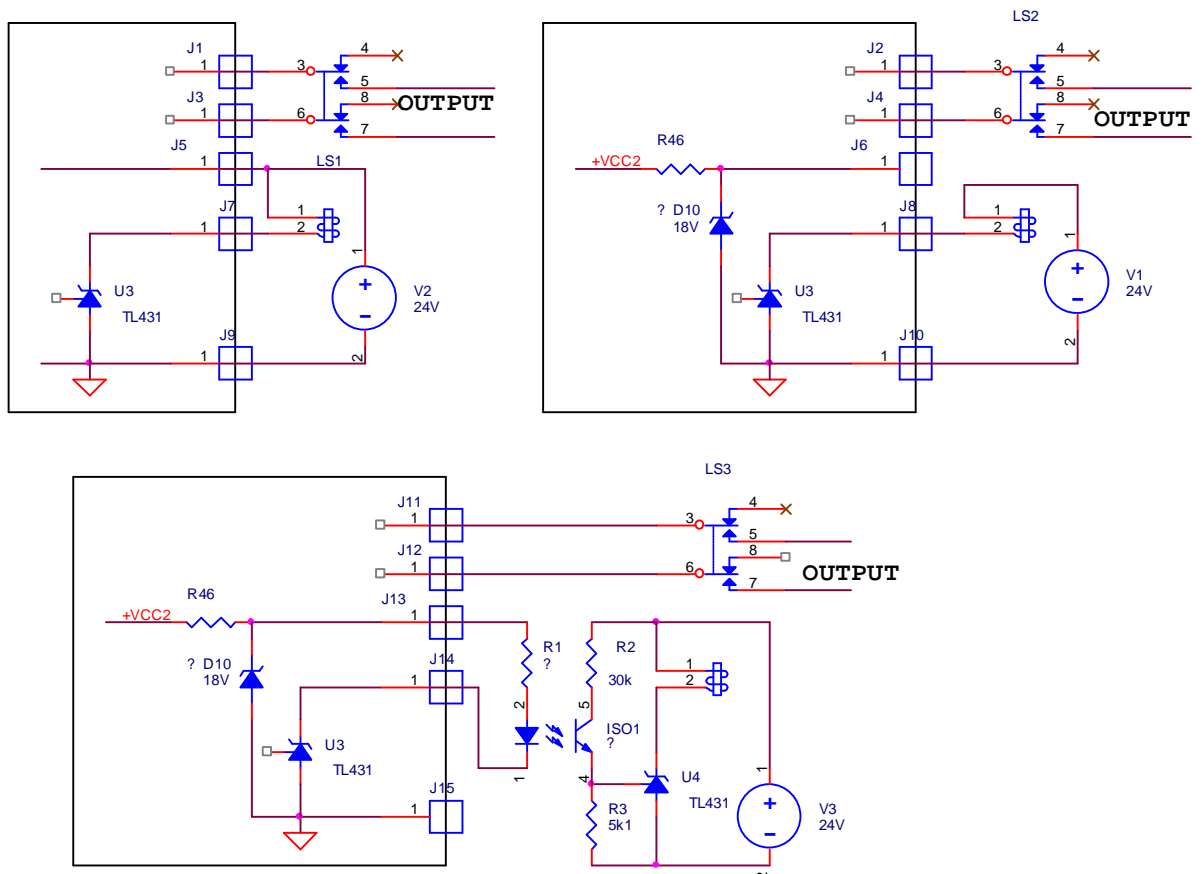 J1
1
3
4
5
J3
1
6
8
OUTPUT
7
J5
1
LS1
J7
1
1
2
1
U3
TL431
V2
24V
J9
1
2
LS2
J2
1
3
4
5
J4
1
6
8
OUTPUT
7
J6
1
+VCC2
R46
? D10
18V
J8
1
1
2
1
U3
TL431
V1
24V
J10
1
2
LS3
J11
1
3
4
5
J12
1
6
8
OUTPUT
7
J13
1
+VCC2
R46
? D10
18V
J14
1
R1
?
R2
30k
1
2
2
5
ISO1
?
U3
TL431
1
4
U4
TL431
1
J15
1
R3
5k1
V3
24V